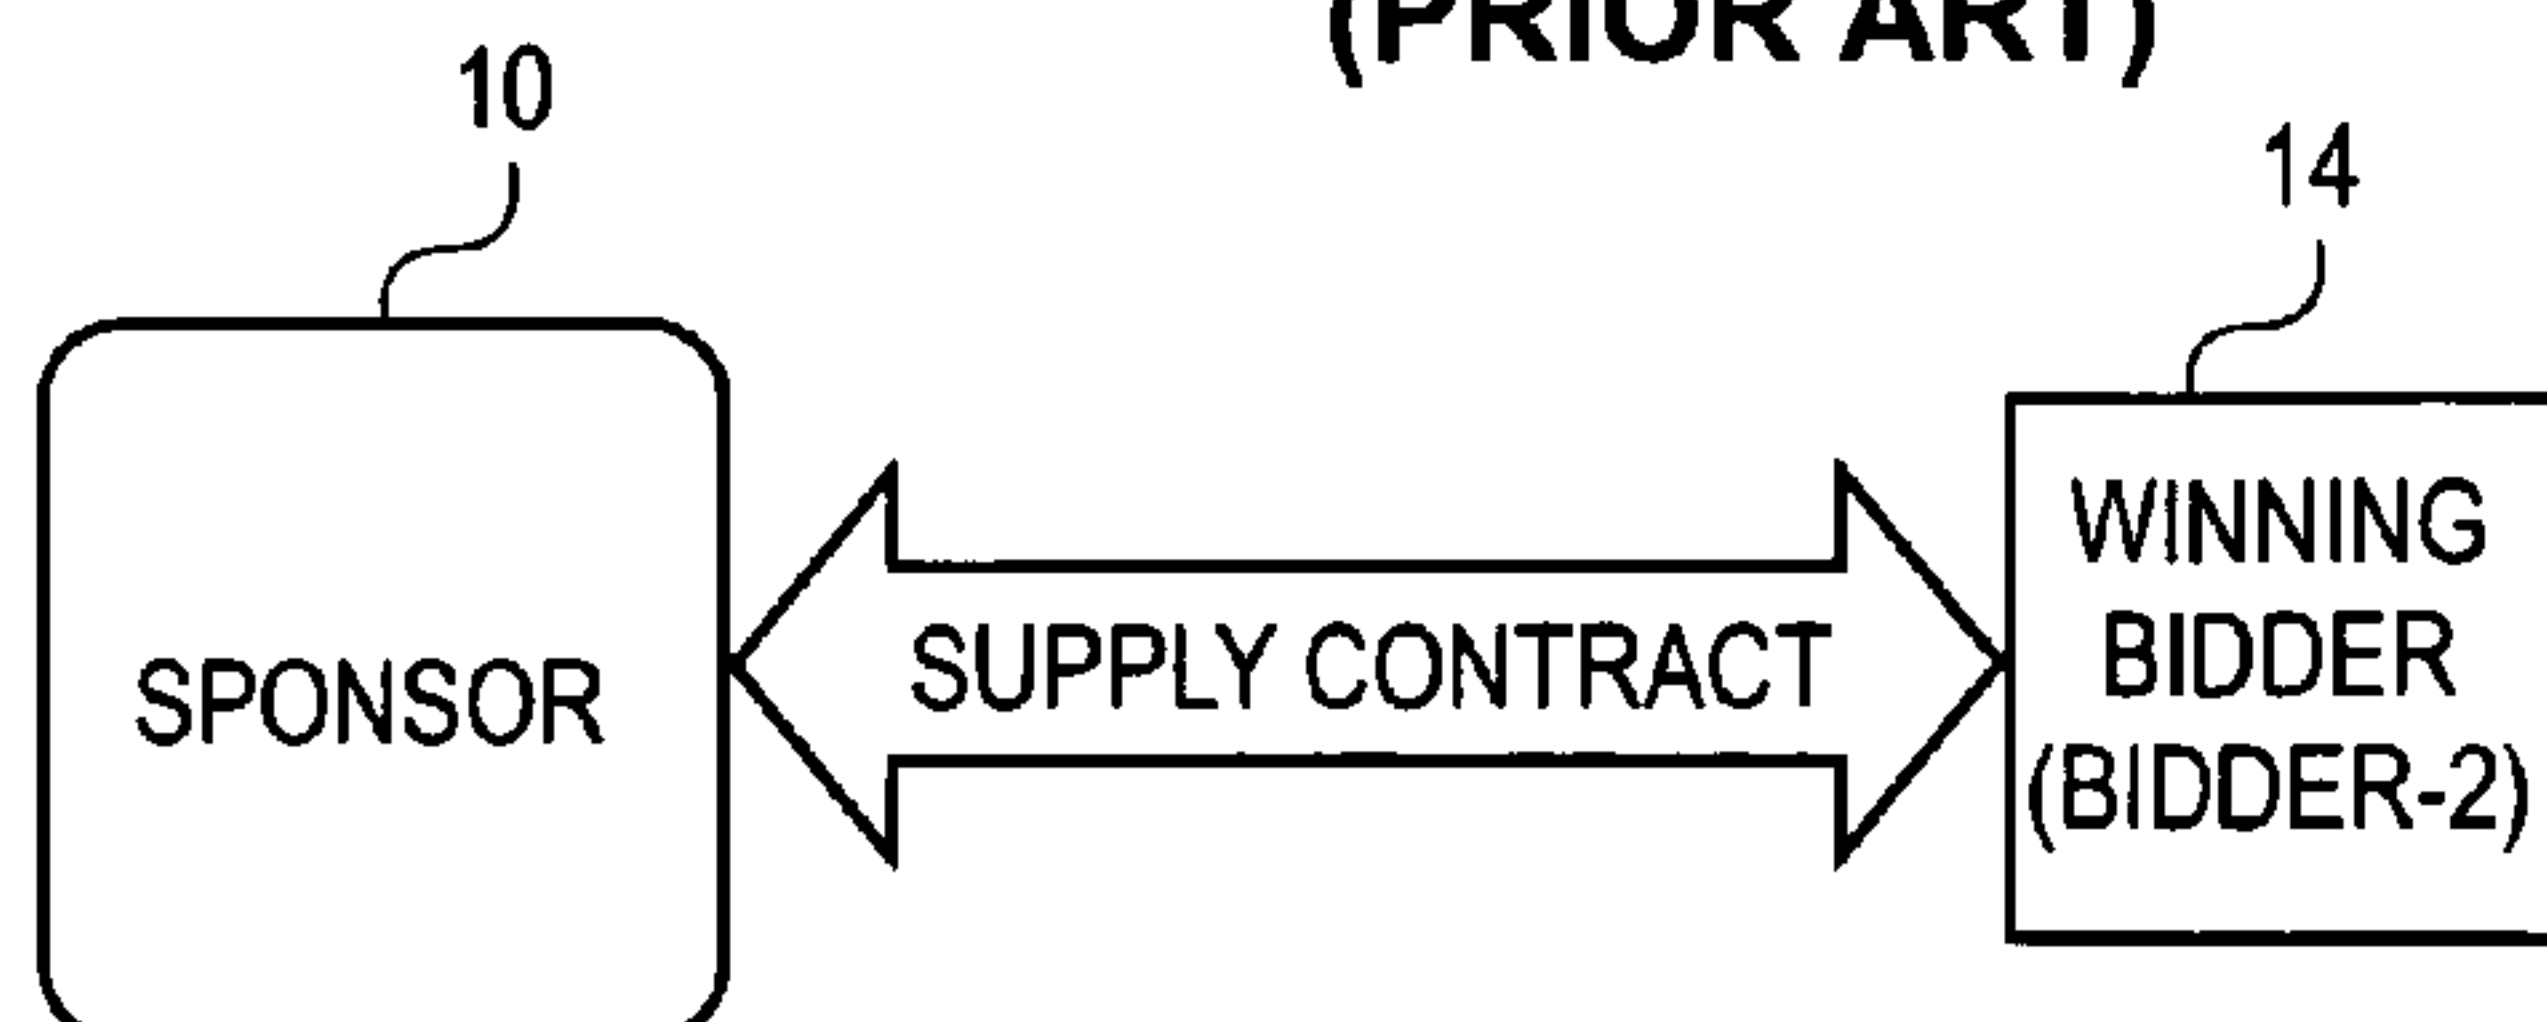 (PRIOR ART)
10
14
SPONSOR
SUPPLY CONTRACT
WINNING
BIDDER
(BIDDER-2)